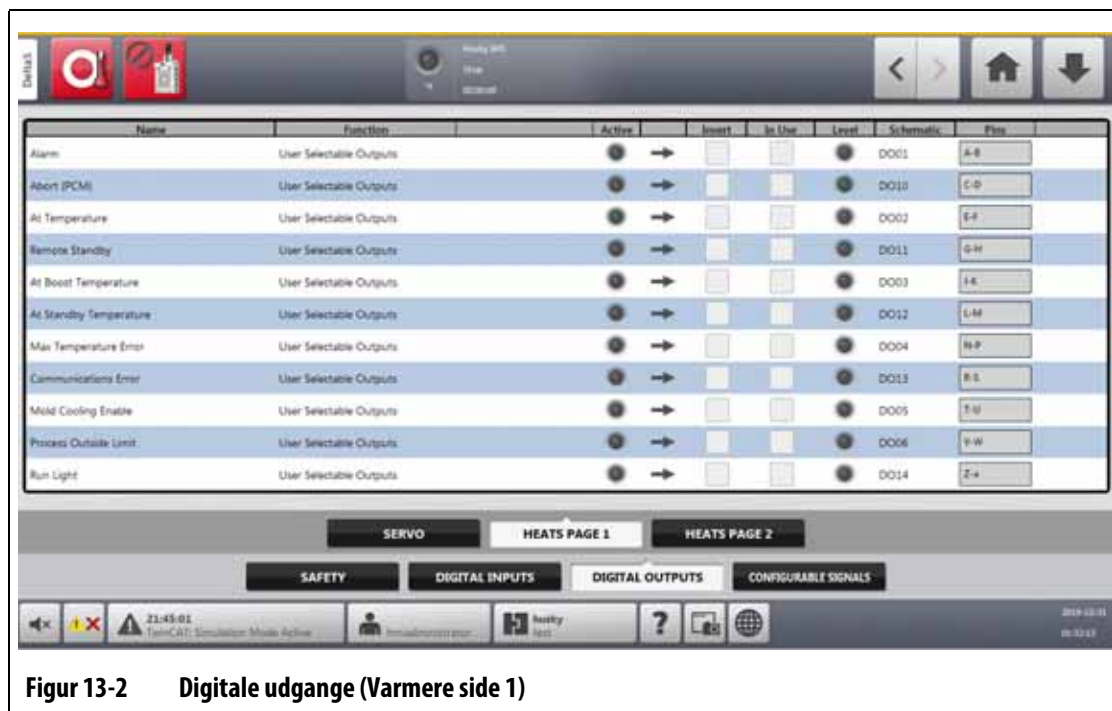 Delta3
Husky
Name Function Active Invert In Use Level Schematic Pins
Alarm User Selectable Outputs DO01 A-B
Abort (PCM) User Selectable Outputs DO10 C-D
At Temperature User Selectable Outputs DO02 E-F
Remote Standby User Selectable Outputs DO11 G-H
At Boost Temperature User Selectable Outputs DO03 J-K
At Standby Temperature User Selectable Outputs DO12 L-M
Max Temperature Error User Selectable Outputs DO04 N-P
Communications Error User Selectable Outputs DO13 R-S
Mold Cooling Enable User Selectable Outputs DO05 T-U
Process Outside Limit User Selectable Outputs DO06 V-W
Run Light User Selectable Outputs DO14 Z-a
SERVO HEATS PAGE 1 HEATS PAGE 2
SAFETY DIGITAL INPUTS DIGITAL OUTPUTS CONFIGURABLE SIGNALS
21:45:01 husky
TwinCAT: Simulation Mode Active hmiadministrator test
Figur 13-2 Digitale udgange (Varmere side 1)